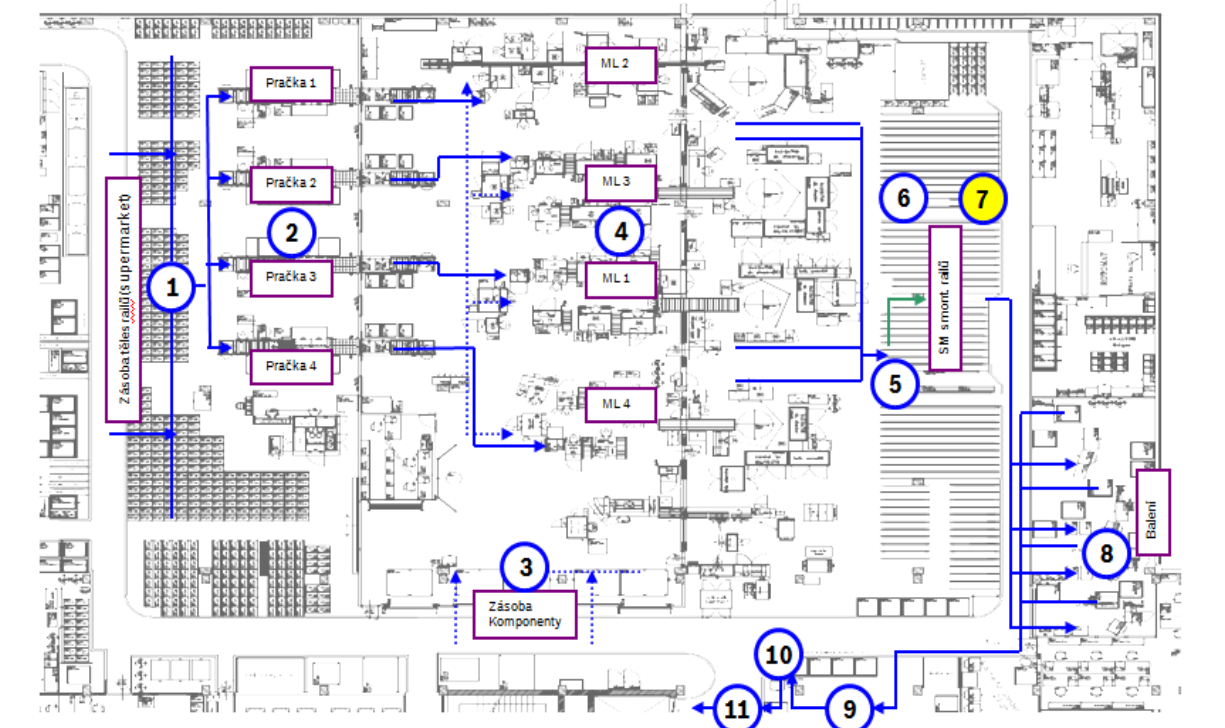 Pračka 1
ML 2
Pračka 2
ML 3
6
7
2
4
Zásoba těles railů (supermarket)
1
Pračka 3
ML 1
SM smont. railů
Pračka 4
5
ML 4
Balení
8
3
Zásoba
Komponenty
10
11
9